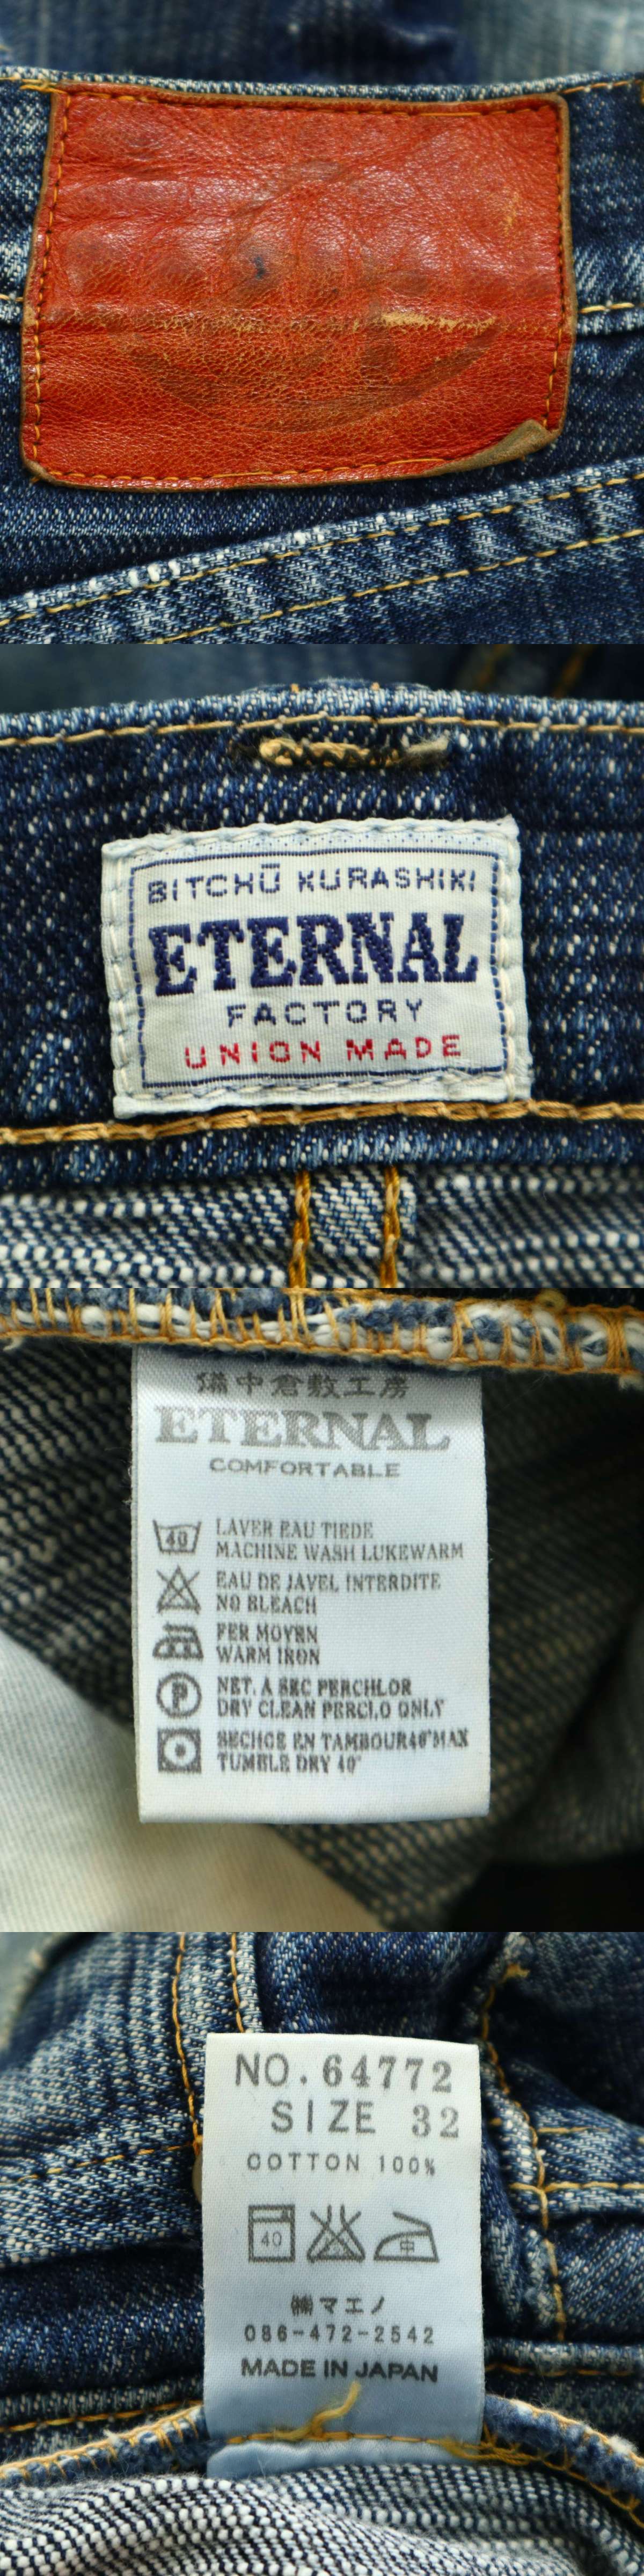 BITCHŪ KURASHIKI
ETERNAL
FACTORY
UNION MADE
備中倉敷工房
ETERNAL
COMFORTABLE
40
LAVER EAU TIEDE
MACHINE WASH LUKEWARM
EAU DE JAVEL INTERDITE
NO BLEACH
FER MOYEN
WARM IRON
P
NET. A SEC PERCHLOR
DRY CLEAN PERCLO ONLY
SECHGE EN TAMBOUR40°MAX
TUMBLE DRY 40°
NO.64772
SIZE 32
COTTON 100%
40
中
㈱マエノ
086-472-2542
MADE IN JAPAN